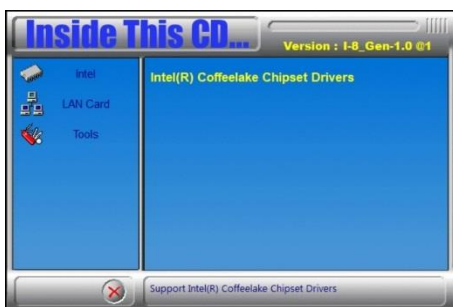 Inside This CD...
Version : I-8_Gen-1.0 @1
Intel
LAN Card
Tools
Intel(R) Coffeelake Chipset Drivers
Support Intel(R) Coffeelake Chipset Drivers